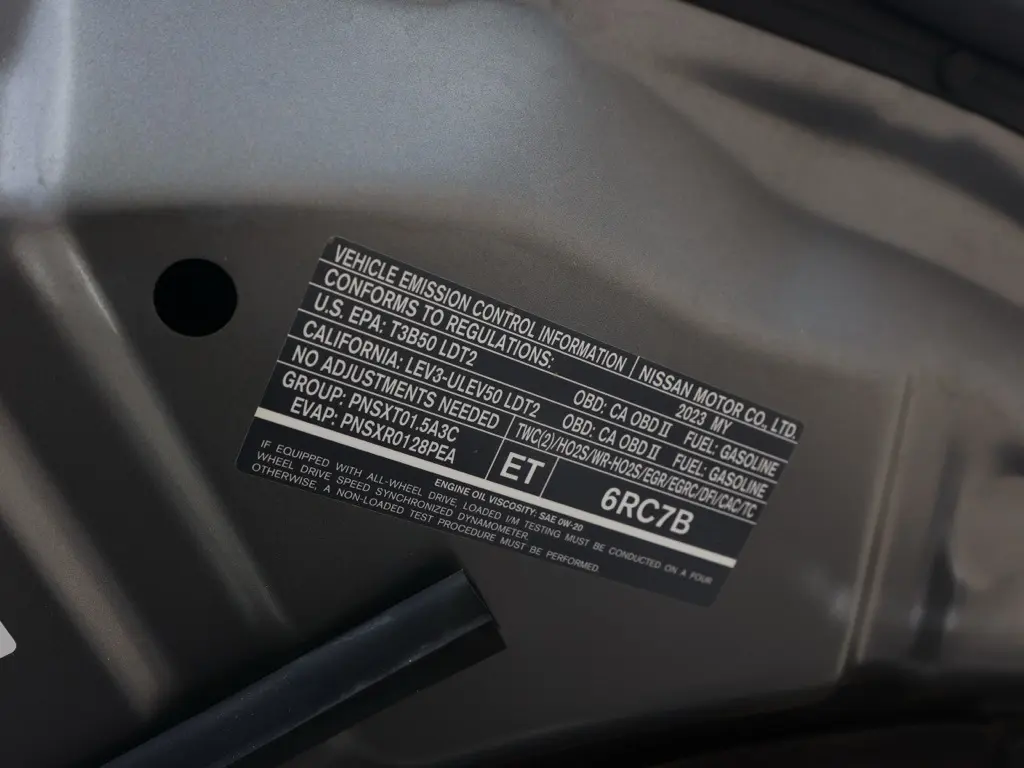 VEHICLE EMISSION CONTROL INFORMATION NISSAN MOTOR CO., LTD.
CONFORMS TO REGULATIONS: 2023 MY
U.S. EPA: T3B50 LDT2 OBD: CA OBD II FUEL: GASOLINE
CALIFORNIA: LEV3-ULEV50 LDT2 OBD: CA OBD II FUEL: GASOLINE
NO ADJUSTMENTS NEEDED TWC(2)/HO2S/WR-HO2S/EGR/EGRC/DFI/CAC/TC
GROUP: PNSXT01.5A3C
EVAP: PNSXR0128PEA
ET
6RC7B
ENGINE OIL VISCOSITY: SAE 0W-20
IF EQUIPPED WITH ALL-WHEEL DRIVE, LOADED I/M TESTING MUST BE CONDUCTED ON A FOUR
WHEEL DRIVE SPEED SYNCHRONIZED DYNAMOMETER.
OTHERWISE, A NON-LOADED TEST PROCEDURE MUST BE PERFORMED.